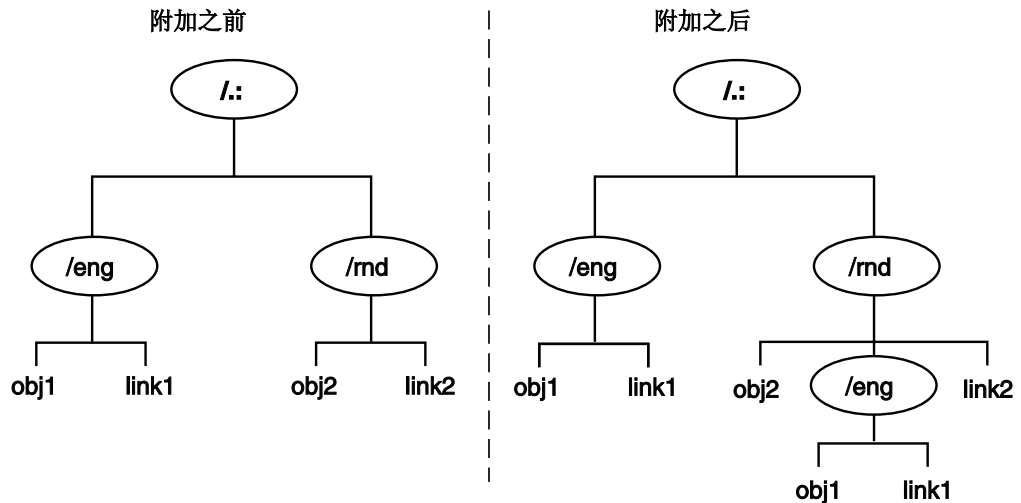 附加之前
/.:
/eng
/rnd
obj1
link1
obj2
link2
附加之后
/.:
/eng
/rnd
obj1
link1
obj2
/eng
link2
obj1
link1